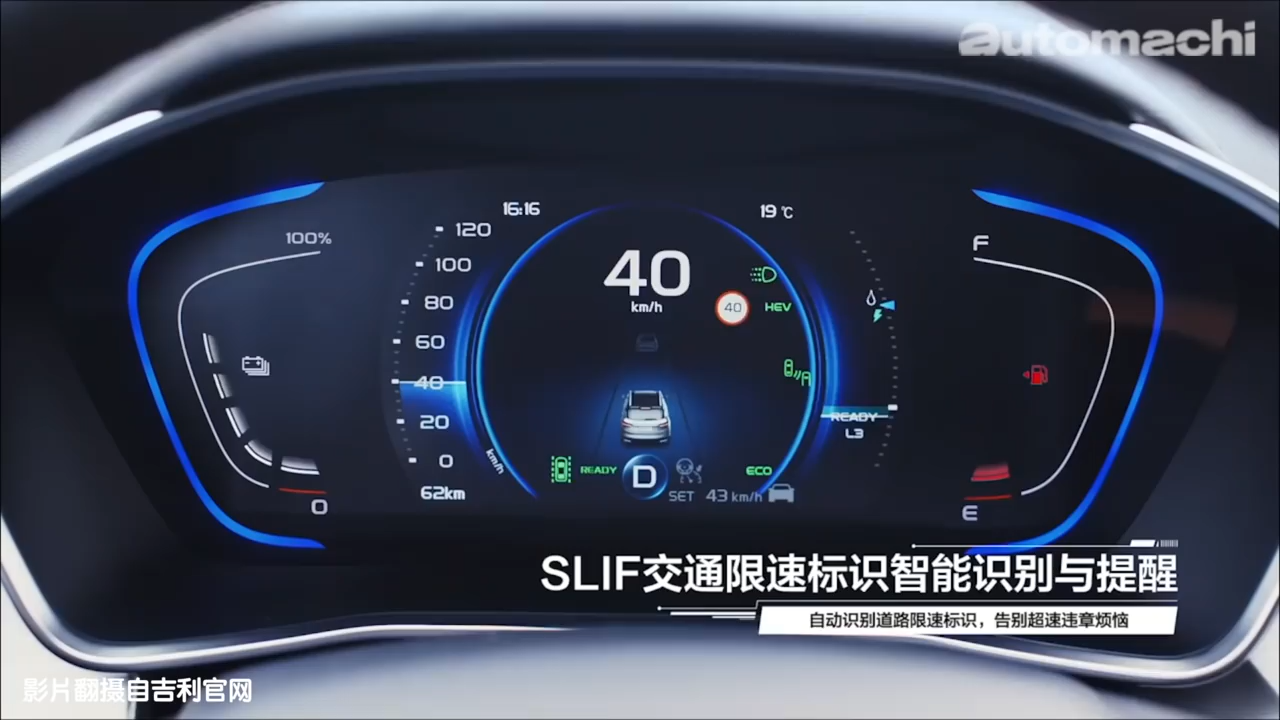 automachi
16:16
19℃
100%
120
100
80
60
40
20
0
km/h
62km
0
40
km/h
40
HEV
READY
D
ECO
SET 43 km/h
READY
L3
F
E
SLIF交通限速标识智能识别与提醒
自动识别道路限速标识，告别超速违章烦恼
影片翻摄自吉利官网